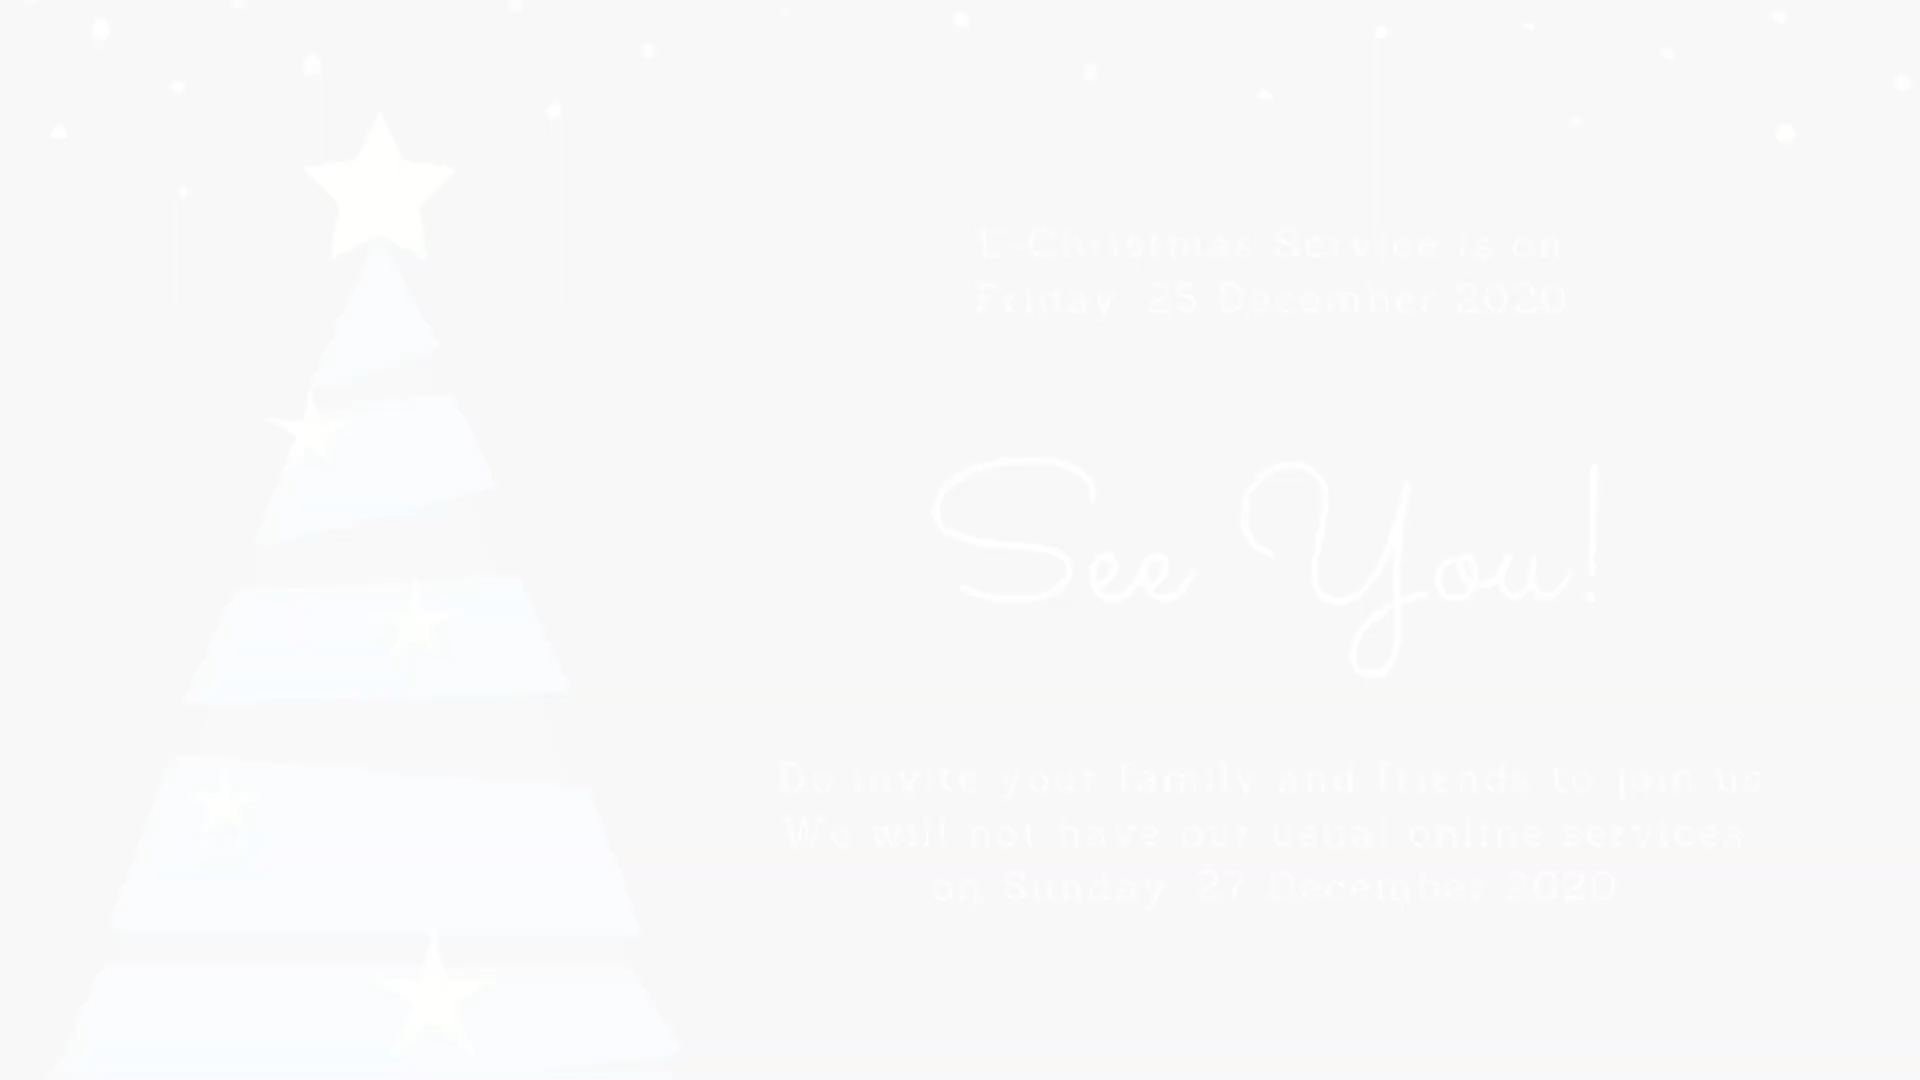 E-Christmas Service is on
Friday 25 December 2020
See You!
Do invite your family and friends to join us
We will not have our usual online services
on Sunday 27 December 2020